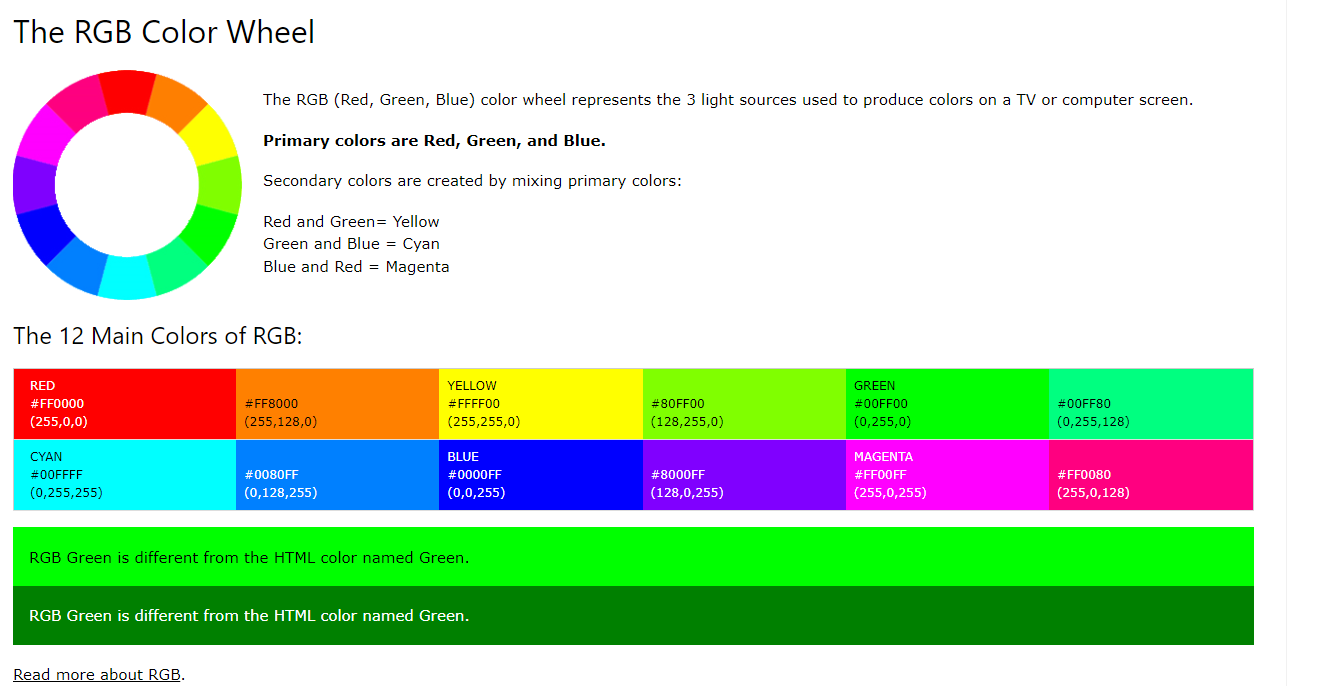 The RGB Color Wheel
The RGB (Red, Green, Blue) color wheel represents the 3 light sources used to produce colors on a TV or computer screen.
Primary colors are Red, Green, and Blue.
Secondary colors are created by mixing primary colors:
Red and Green= Yellow
Green and Blue = Cyan
Blue and Red = Magenta
The 12 Main Colors of RGB:
RED
#FF0000
(255,0,0)
#FF8000
(255,128,0)
YELLOW
#FFFF00
(255,255,0)
#80FF00
(128,255,0)
GREEN
#00FF00
(0,255,0)
#00FF80
(0,255,128)
CYAN
#00FFFF
(0,255,255)
#0080FF
(0,128,255)
BLUE
#0000FF
(0,0,255)
#8000FF
(128,0,255)
MAGENTA
#FF00FF
(255,0,255)
#FF0080
(255,0,128)
RGB Green is different from the HTML color named Green.
RGB Green is different from the HTML color named Green.
Read more about RGB.